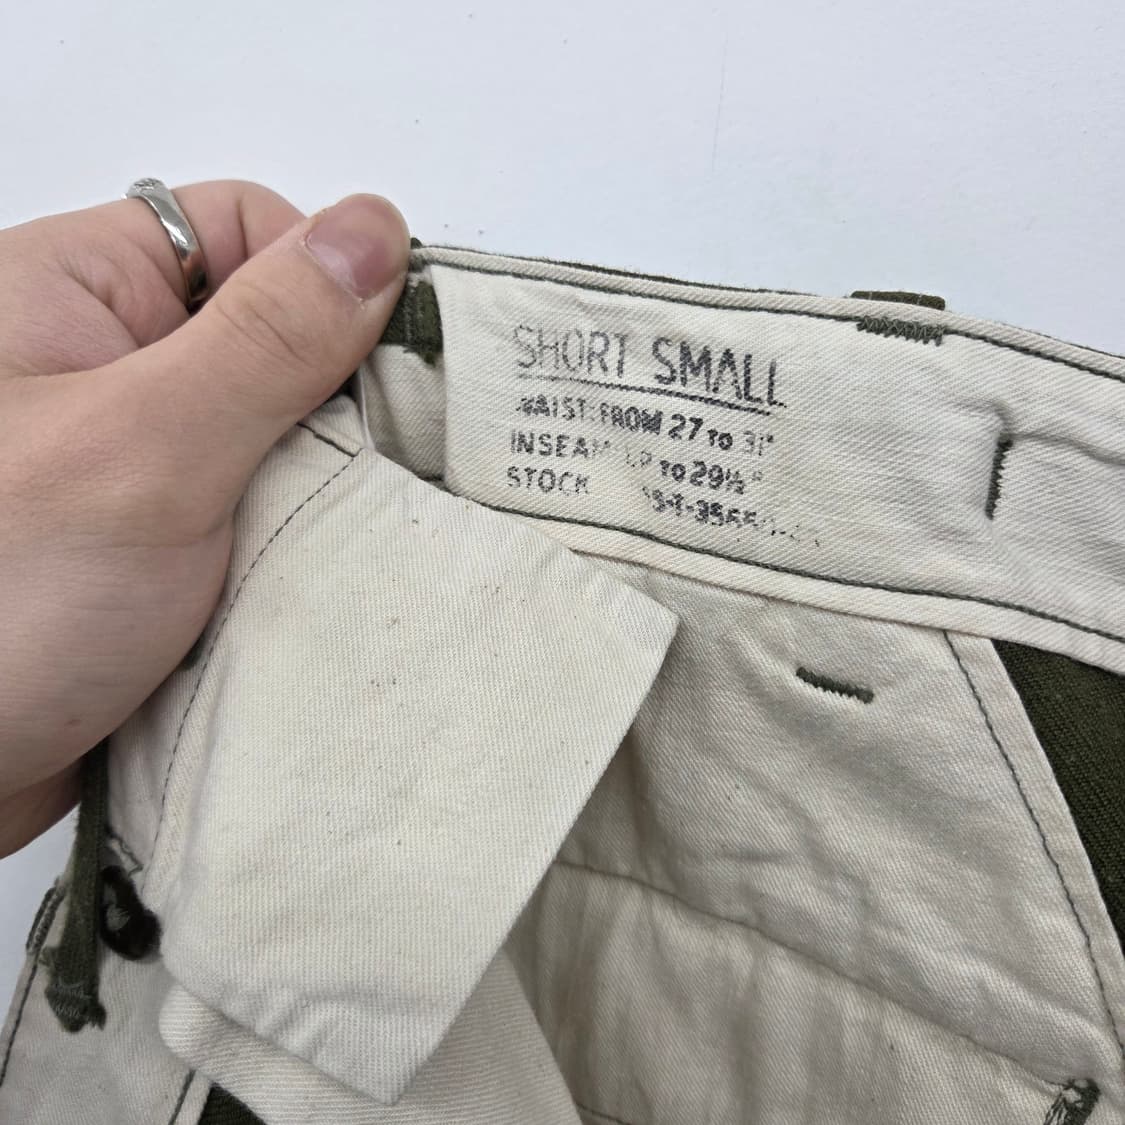 SHORT SMALL
WAIST: FROM 27 TO 31"
INSEAM UP TO 29½"
STOCK